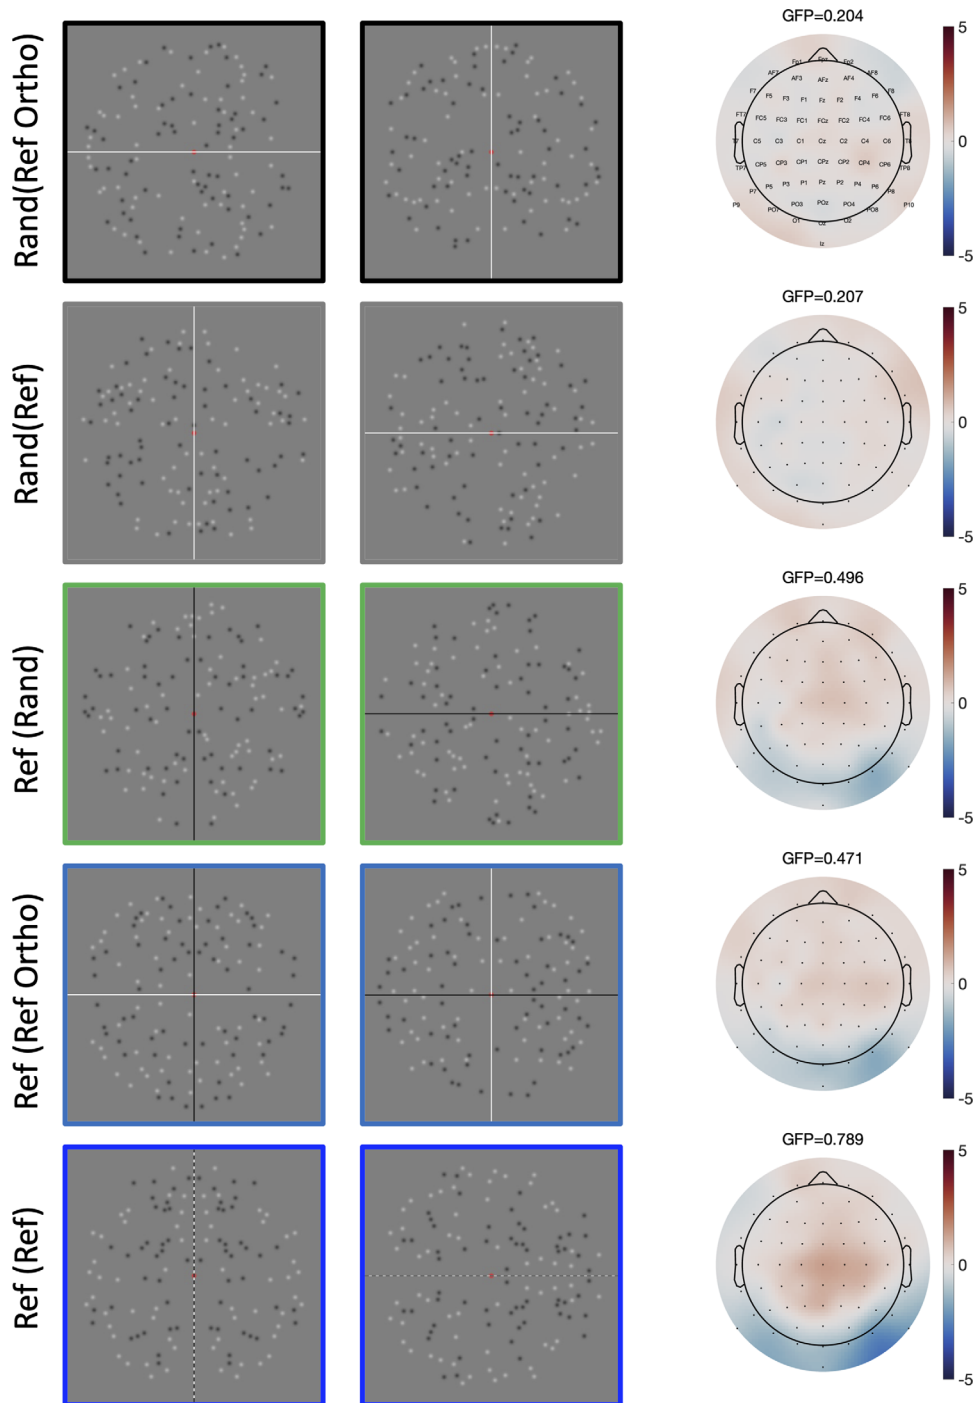 Rand(Ref Ortho)
GFP=0.204
Fp1 Fpz Fp2
AF7 AF3 AFz AF4 AF8
F7 F5 F3 F1 Fz F2 F4 F6 F8
FT7 FC5 FC3 FC1 FCz FC2 FC4 FC6 FT8
T7 C5 C3 C1 Cz C2 C4 C6 T8
TP7 CP5 CP3 CP1 CPz CP2 CP4 CP6 TP8
P7 P5 P3 P1 Pz P2 P4 P6 P8
P9 PO7 PO3 POz PO4 PO8 P10
O1 Oz O2
Iz
5
0
-5
Rand(Ref)
GFP=0.207
5
0
-5
Ref (Rand)
GFP=0.496
5
0
-5
Ref (Ref Ortho)
GFP=0.471
5
0
-5
Ref (Ref)
GFP=0.789
5
0
-5